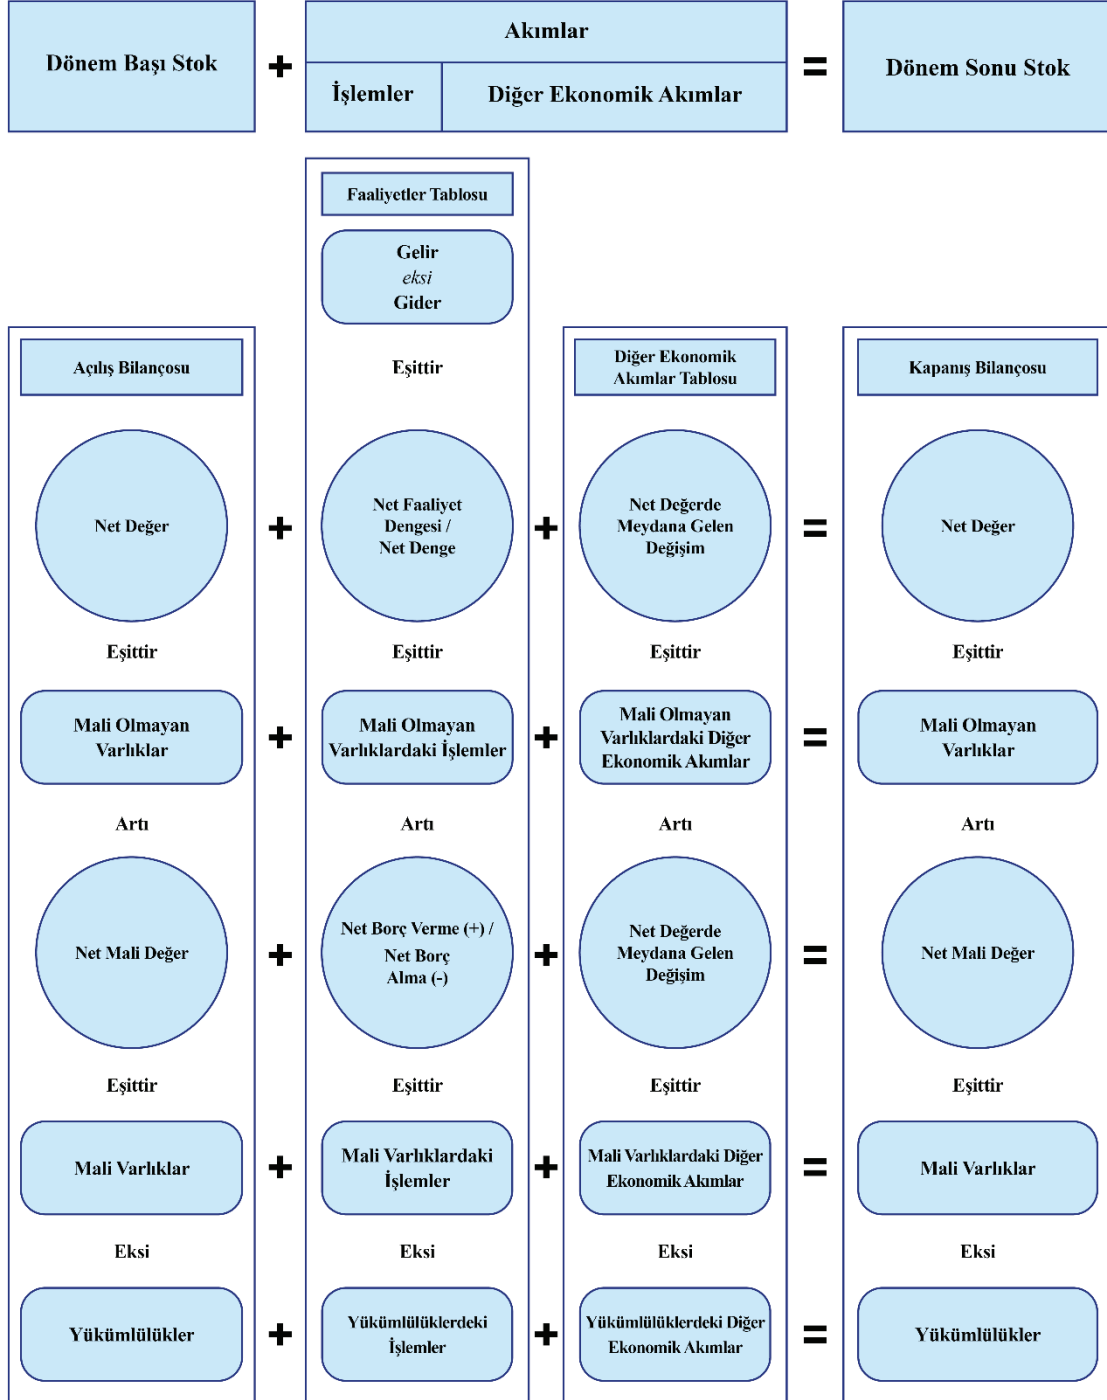 Dönem Başı Stok
+
Akımlar
İşlemler
Diğer Ekonomik Akımlar
=
Dönem Sonu Stok
Faaliyetler Tablosu
Gelir
eksi
Gider
Eşittir
Açılış Bilançosu
Diğer Ekonomik
Akımlar Tablosu
Kapanış Bilançosu
Net Değer
+
Net Faaliyet
Dengesi /
Net Denge
+
Net Değerde
Meydana Gelen
Değişim
=
Net Değer
Eşittir
Eşittir
Eşittir
Eşittir
Mali Olmayan
Varlıklar
+
Mali Olmayan
Varlıklardaki İşlemler
+
Mali Olmayan
Varlıklardaki Diğer
Ekonomik Akımlar
=
Mali Olmayan
Varlıklar
Artı
Artı
Artı
Artı
Net Mali Değer
+
Net Borç Verme (+) /
Net Borç
Alma (-)
+
Net Değerde
Meydana Gelen
Değişim
=
Net Mali Değer
Eşittir
Eşittir
Eşittir
Eşittir
Mali Varlıklar
+
Mali Varlıklardaki
İşlemler
+
Mali Varlıklardaki Diğer
Ekonomik Akımlar
=
Mali Varlıklar
Eksi
Eksi
Eksi
Eksi
Yükümlülükler
+
Yükümlülüklerdeki
İşlemler
+
Yükümlülüklerdeki Diğer
Ekonomik Akımlar
=
Yükümlülükler